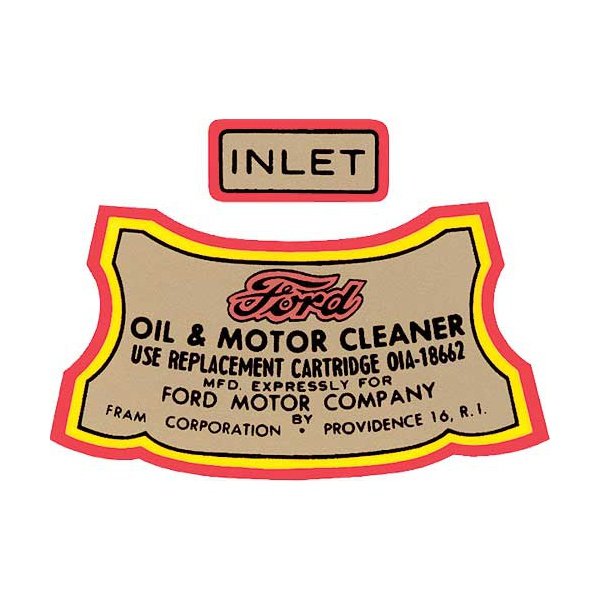 INLET
Ford
OIL & MOTOR CLEANER
USE REPLACEMENT CARTRIDGE 01A-18662
MFD. EXPRESSLY FOR
FORD MOTOR COMPANY
BY
FRAM CORPORATION • PROVIDENCE 16, R.I.